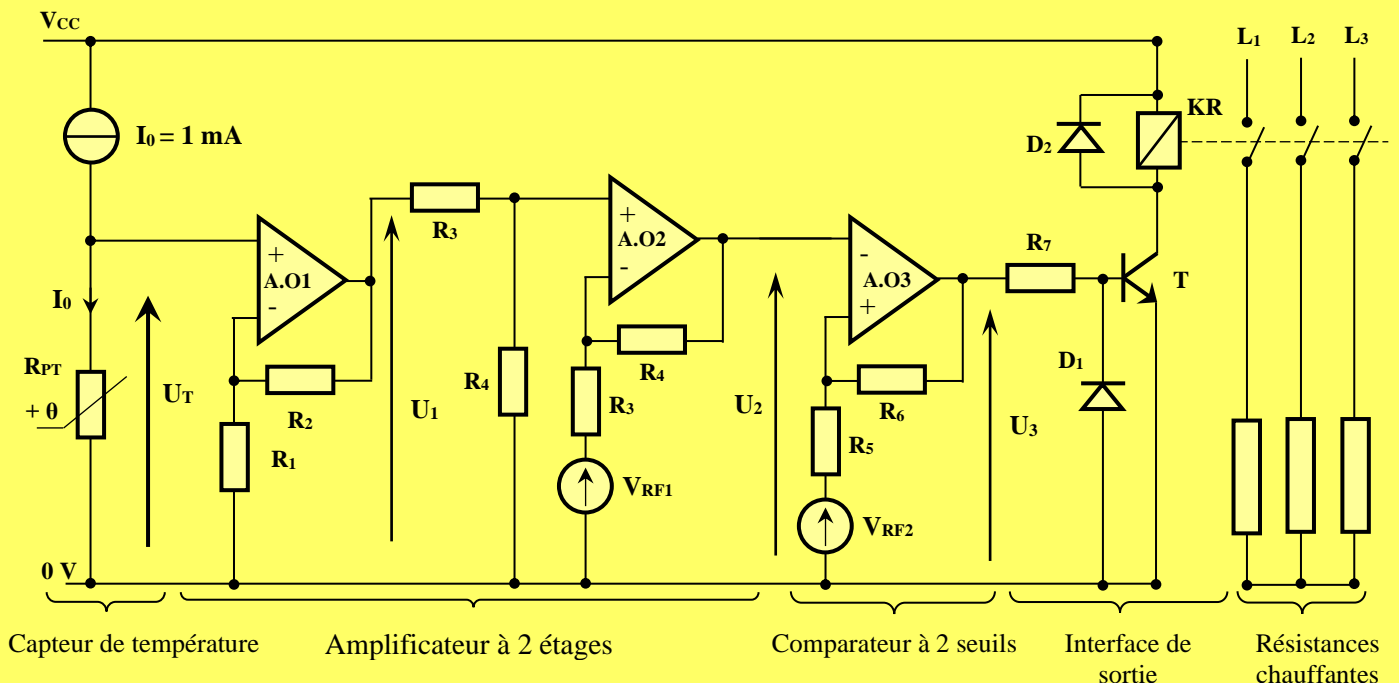 VCC
L1 L2 L3
KR
D2
I0 = 1 mA
R3
+
A.O2
-
+
A.O1
-
-
A.O3
+
R7
T
I0
RPT
+ θ
UT
R2
R1
U1
R4
R4
R3
VRF1
U2
R6
R5
VRF2
U3
D1
0 V
Capteur de température
Amplificateur à 2 étages
Comparateur à 2 seuils
Interface de
sortie
Résistances
chauffantes